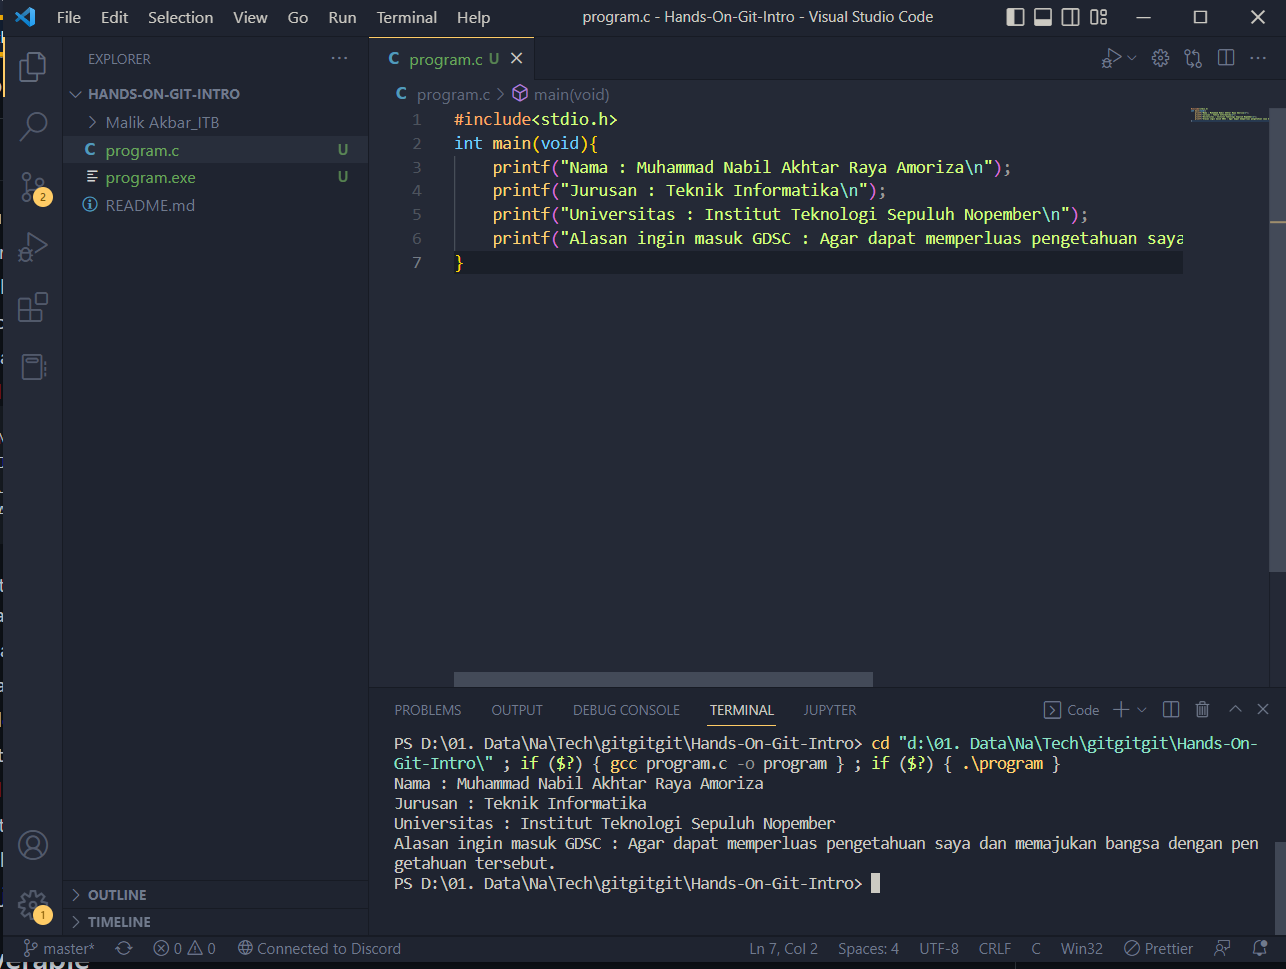 File Edit Selection View Go Run Terminal Help program.c - Hands-On-Git-Intro - Visual Studio Code
EXPLORER
HANDS-ON-GIT-INTRO
Malik Akbar_ITB
C program.c U
program.exe U
README.md
2
OUTLINE
TIMELINE
1
C program.c U
C program.c > main(void)
1 #include<stdio.h>
2 int main(void){
3 printf("Nama : Muhammad Nabil Akhtar Raya Amoriza\n");
4 printf("Jurusan : Teknik Informatika\n");
5 printf("Universitas : Institut Teknologi Sepuluh Nopember\n");
6 printf("Alasan ingin masuk GDSC : Agar dapat memperluas pengetahuan saya
7 }
PROBLEMS OUTPUT DEBUG CONSOLE TERMINAL JUPYTER Code
PS D:\01. Data\Na\Tech\gitgitgit\Hands-On-Git-Intro> cd "d:\01. Data\Na\Tech\gitgitgit\Hands-On-
Git-Intro\" ; if ($?) { gcc program.c -o program } ; if ($?) { .\program }
Nama : Muhammad Nabil Akhtar Raya Amoriza
Jurusan : Teknik Informatika
Universitas : Institut Teknologi Sepuluh Nopember
Alasan ingin masuk GDSC : Agar dapat memperluas pengetahuan saya dan memajukan bangsa dengan pen
getahuan tersebut.
PS D:\01. Data\Na\Tech\gitgitgit\Hands-On-Git-Intro>
master* 0 0 Connected to Discord Ln 7, Col 2 Spaces: 4 UTF-8 CRLF C Win32 Prettier